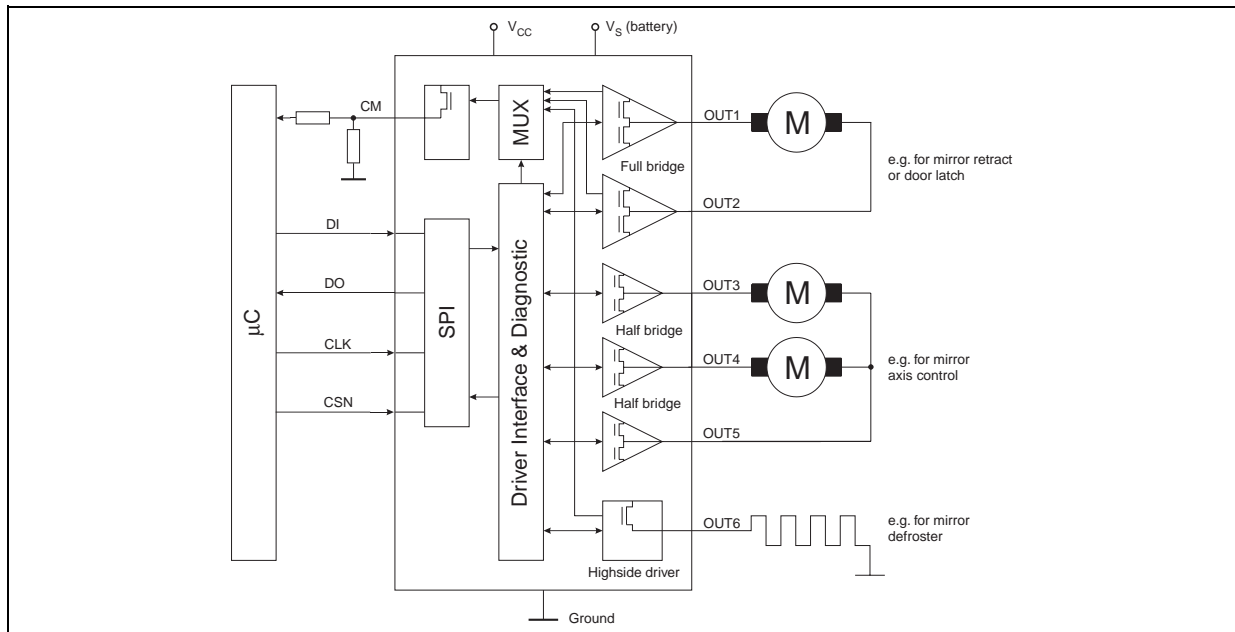 V_CC
V_S (battery)
CM
MUX
Full bridge
OUT1
M
e.g. for mirror retract
or door latch
OUT2
µC
DI
DO
CLK
CSN
SPI
Driver Interface & Diagnostic
OUT3
M
Half bridge
OUT4
M
e.g. for mirror
axis control
Half bridge
OUT5
OUT6
e.g. for mirror
defroster
Highside driver
Ground